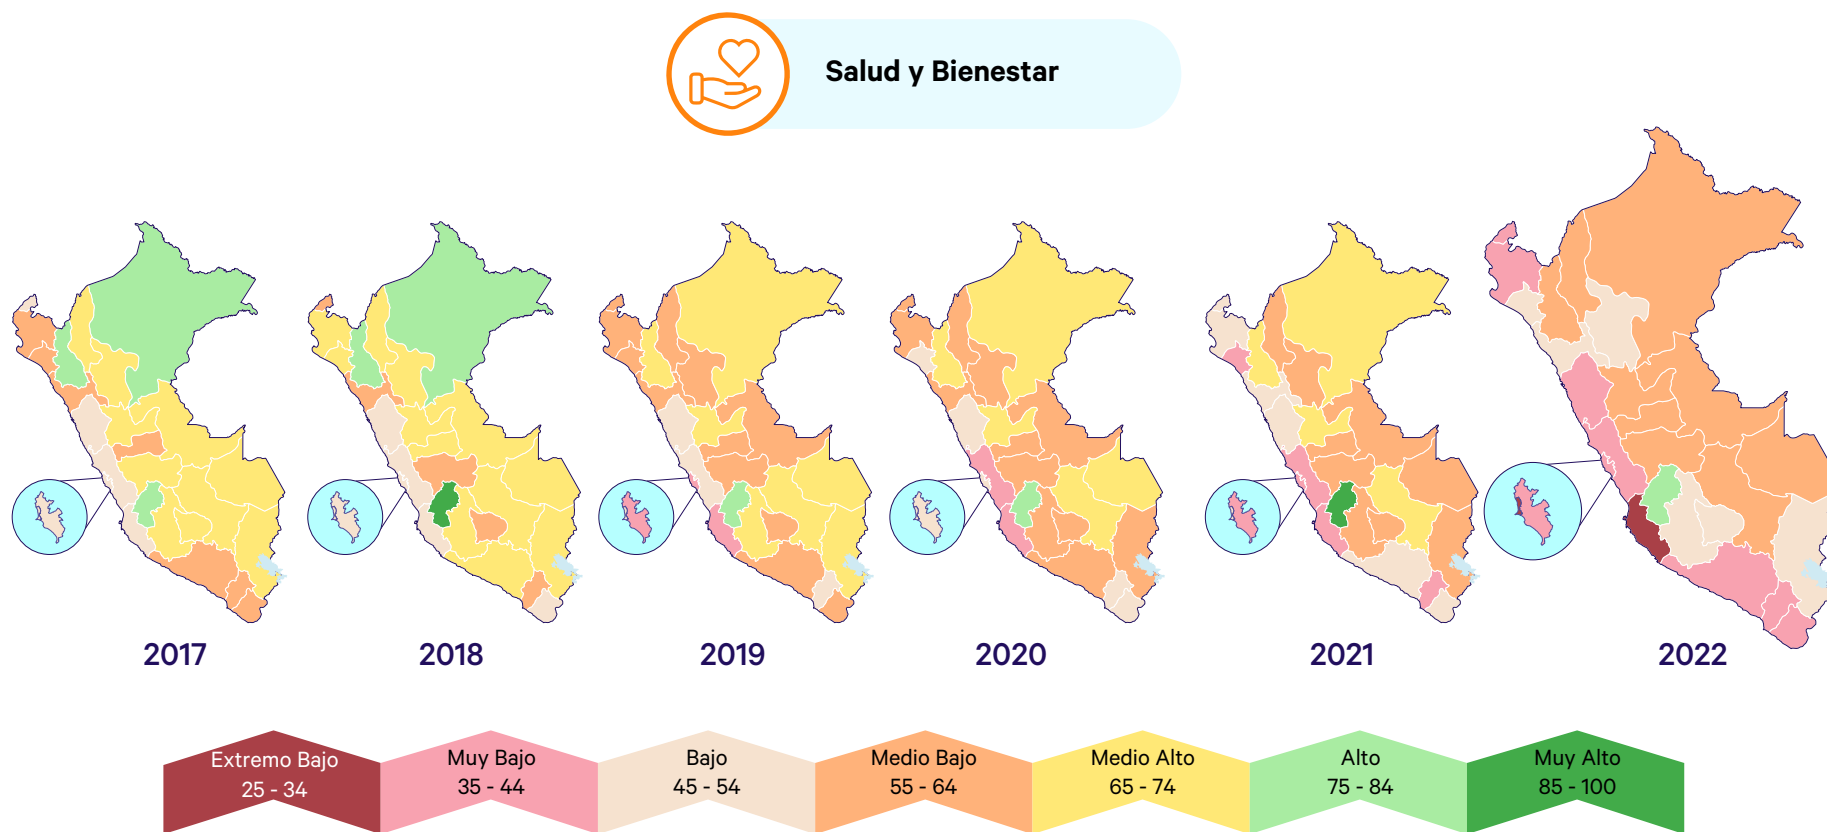 Salud y Bienestar
2017
2018
2019
2020
2021
2022
Extremo Bajo
25 - 34
Muy Bajo
35 - 44
Bajo
45 - 54
Medio Bajo
55 - 64
Medio Alto
65 - 74
Alto
75 - 84
Muy Alto
85 - 100